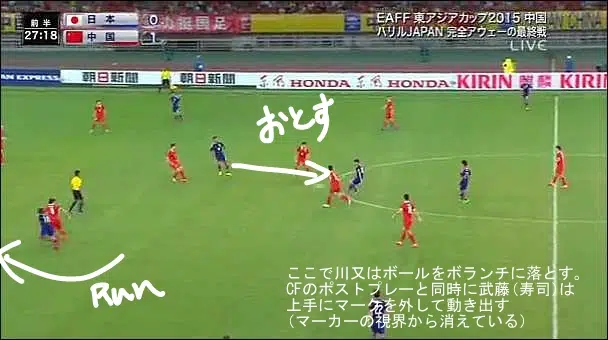 前半
27:18
日本 0
中国 1
EAFF 東アジアカップ2015 中国
ハリルJAPAN 完全アウェーの最終戦
LIVE
朝日新聞
朝日新聞
HONDA
HONDA
KIRIN
KIRIN
おとす
Run
ここで川又はボールをボランチに落とす。
CFのポストプレーと同時に武藤(寿司)は
上手にマークを外して動き出す
(マーカーの視界から消えている)